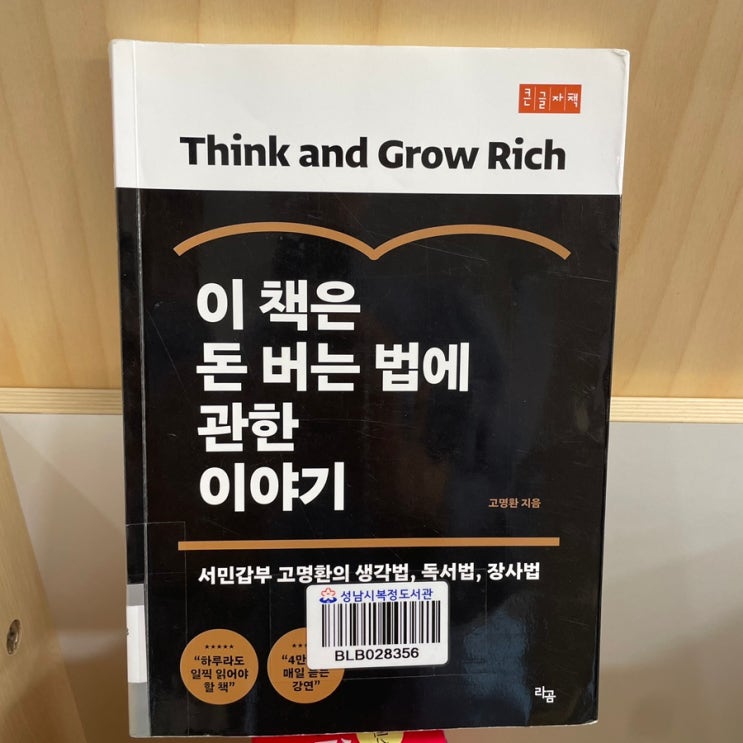 큰글자책
Think and Grow Rich
이 책은
돈 버는 법에
관한
이야기
고명환 지음
서민갑부 고명환의 생각법, 독서법, 장사법
성남시복정도서관
BLB028356
★★★★★
“하루라도
일찍 읽어야
할 책”
“4만
매일 듣는
강연”
라곰